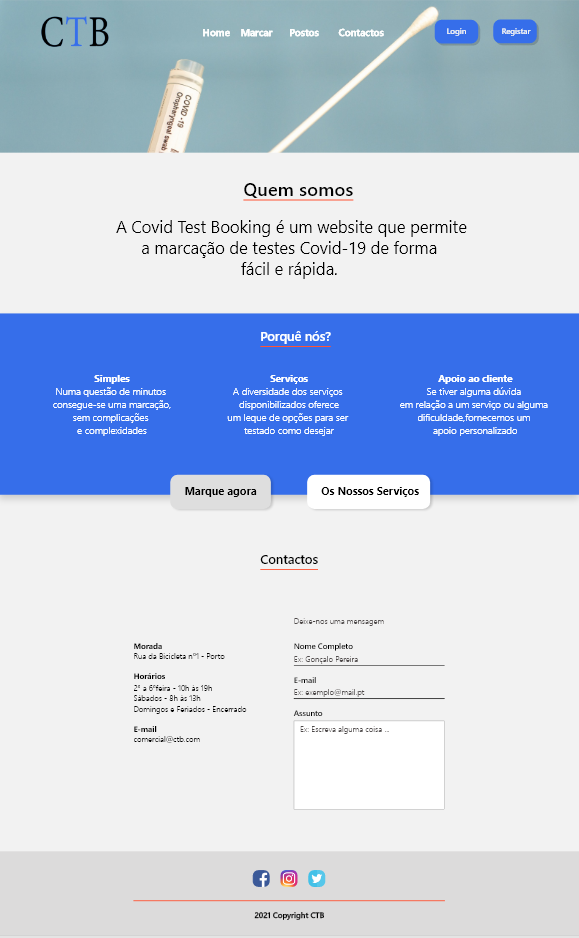 CTB
Home Marcar Postos Contactos Login Registar
COVID -19
Oropharyngeal swab
Quem somos
A Covid Test Booking é um website que permite
a marcação de testes Covid-19 de forma
fácil e rápida.
Porquê nós?
Simples
Numa questão de minutos
consegue-se uma marcação,
sem complicações
e complexidades
Serviços
A diversidade dos serviços
disponibilizados oferece
um leque de opções para ser
testado como desejar
Apoio ao cliente
Se tiver alguma dúvida
em relação a um serviço ou alguma
dificuldade,fornecemos um
apoio personalizado
Marque agora
Os Nossos Serviços
Contactos
Morada
Rua da Bicicleta nº1 - Porto
Horários
2ª a 6ªfeira - 10h às 19h
Sábados - 8h às 13h
Domingos e Feriados - Encerrado
E-mail
comercial@ctb.com
Deixe-nos uma mensagem
Nome Completo
Ex: Gonçalo Pereira
E-mail
Ex: exemplo@mail.pt
Assunto
Ex: Escreva alguma coisa ...
2021 Copyright CTB